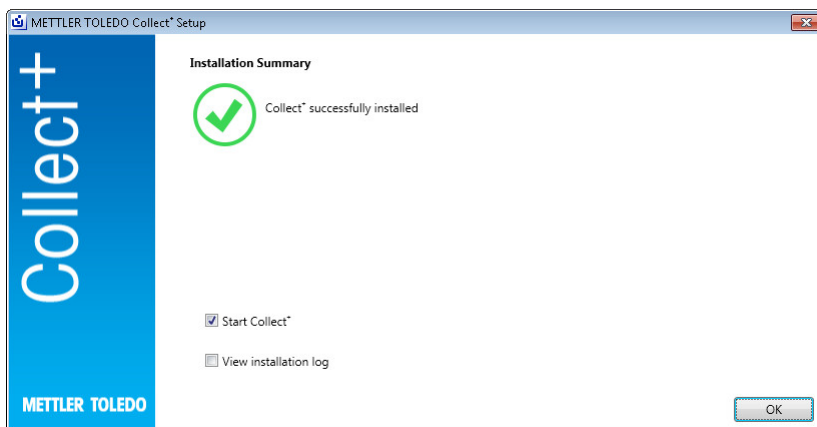 METTLER TOLEDO Collect⁺ Setup
Collect⁺
Installation Summary
Collect⁺ successfully installed
Start Collect⁺
View installation log
METTLER TOLEDO
OK